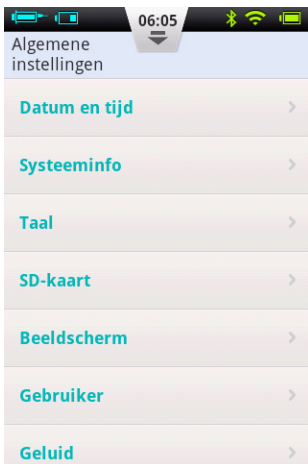 06:05
Algemene
instellingen
Datum en tijd
Systeeminfo
Taal
SD-kaart
Beeldscherm
Gebruiker
Geluid